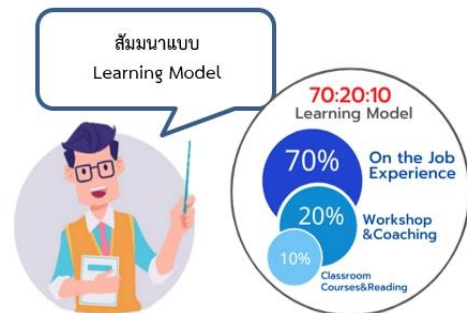 สัมมนาแบบ
Learning Model
70:20:10
Learning Model
70%
On the Job
Experience
20%
Workshop
&Coaching
10%
Classroom
Courses&Reading